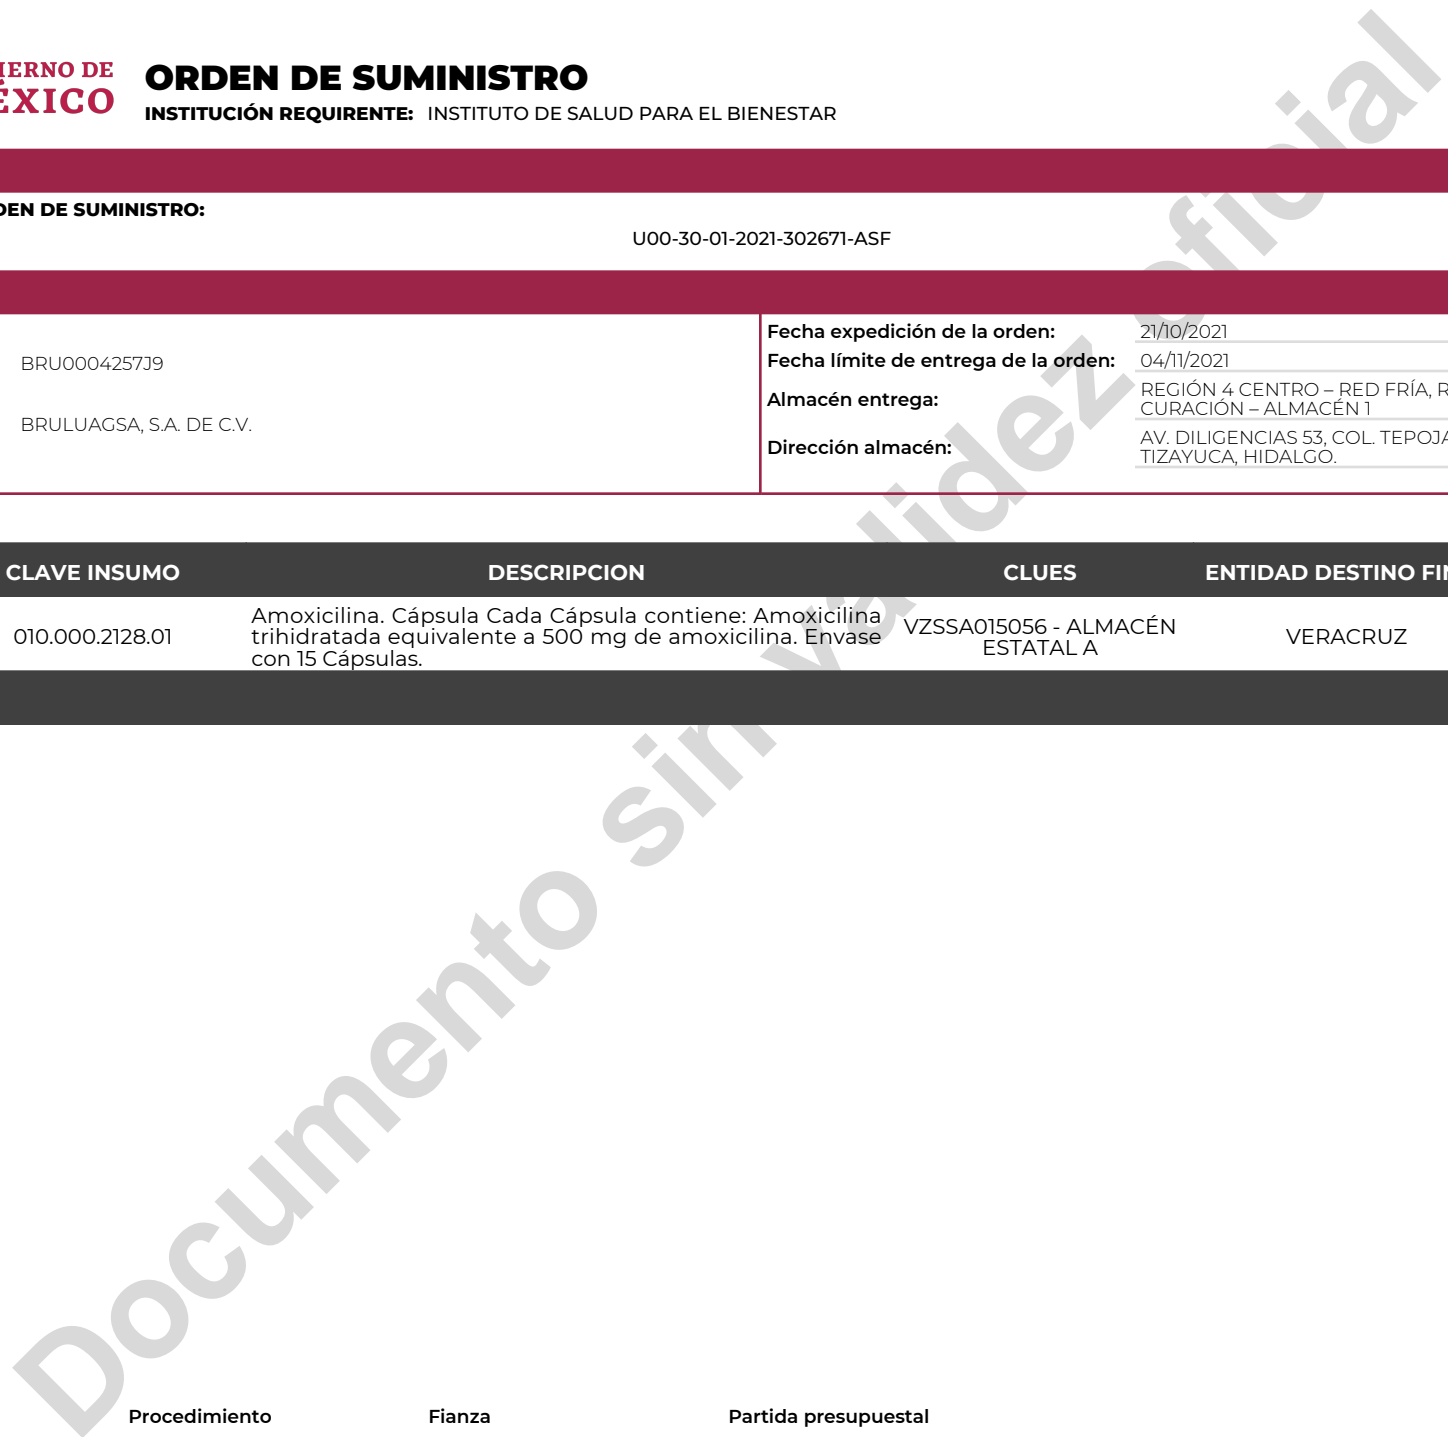 IERNO DE
ÉXICO
ORDEN DE SUMINISTRO
INSTITUCIÓN REQUIRENTE: INSTITUTO DE SALUD PARA EL BIENESTAR
DEN DE SUMINISTRO:
U00-30-01-2021-302671-ASF
BRU0004257J9
BRULUAGSA, S.A. DE C.V.
Fecha expedición de la orden: 21/10/2021
Fecha límite de entrega de la orden: 04/11/2021
Almacén entrega: REGIÓN 4 CENTRO – RED FRÍA, R
CURACIÓN – ALMACÉN 1
Dirección almacén: AV. DILIGENCIAS 53, COL. TEPOJA
TIZAYUCA, HIDALGO.
CLAVE INSUMO DESCRIPCION CLUES ENTIDAD DESTINO FIN
010.000.2128.01
Amoxicilina. Cápsula Cada Cápsula contiene: Amoxicilina
trihidratada equivalente a 500 mg de amoxicilina. Envase
con 15 Cápsulas.
VZSSA015056 - ALMACÉN
ESTATAL A
VERACRUZ
Documento sin validez oficial
Procedimiento Fianza Partida presupuestal